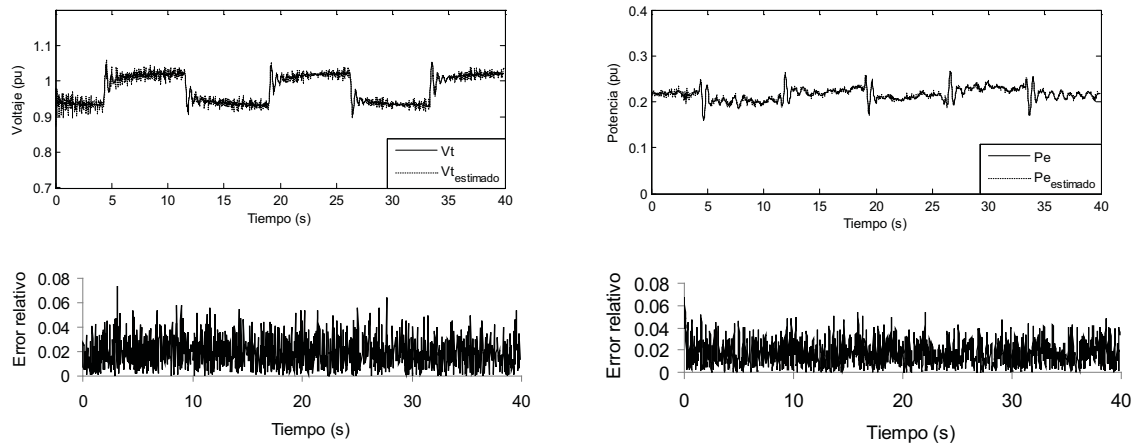 Voltaje (pu)
1.1
1
0.9
0.8
0.7
0 5 10 15 20 25 30 35 40
Tiempo (s)
Vt
Vt estimado
Potencia (pu)
0.4
0.3
0.2
0.1
0
0 5 10 15 20 25 30 35 40
Tiempo (s)
Pe
Pe estimado
Error relativo
0.08
0.06
0.04
0.02
0
0 10 20 30 40
Tiempo (s)
Error relativo
0.08
0.06
0.04
0.02
0
0 10 20 30 40
Tiempo (s)